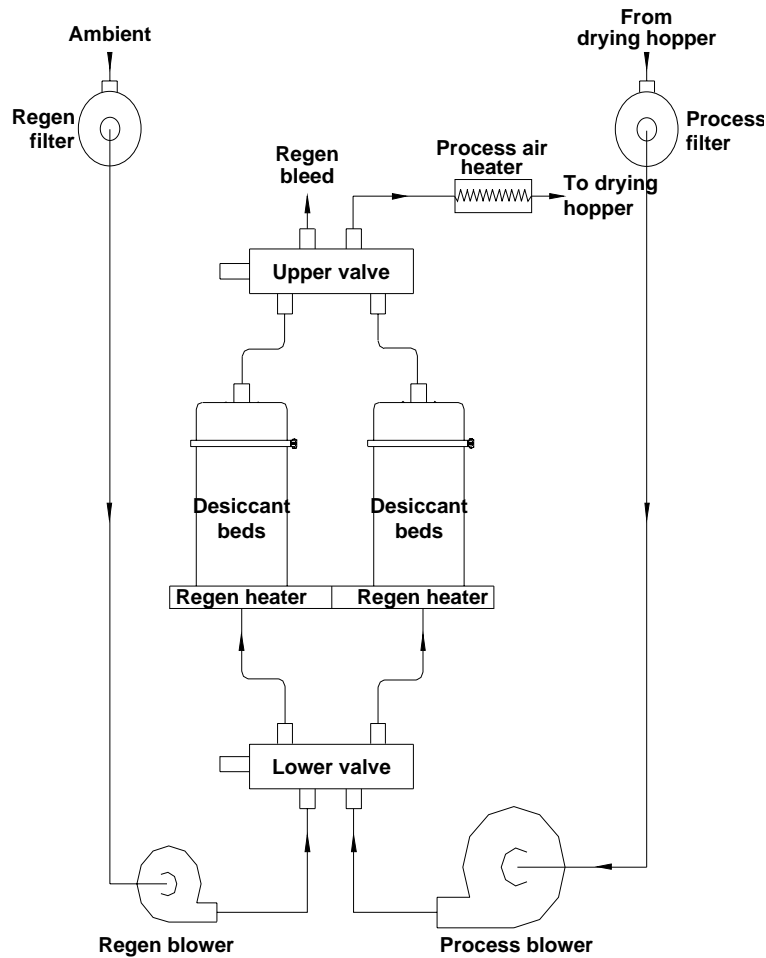 Ambient
From
drying hopper
Regen
filter
Process
filter
Regen
bleed
Process air
heater
To drying
hopper
Upper valve
Desiccant
beds
Desiccant
beds
Regen heater
Regen heater
Lower valve
Regen blower
Process blower